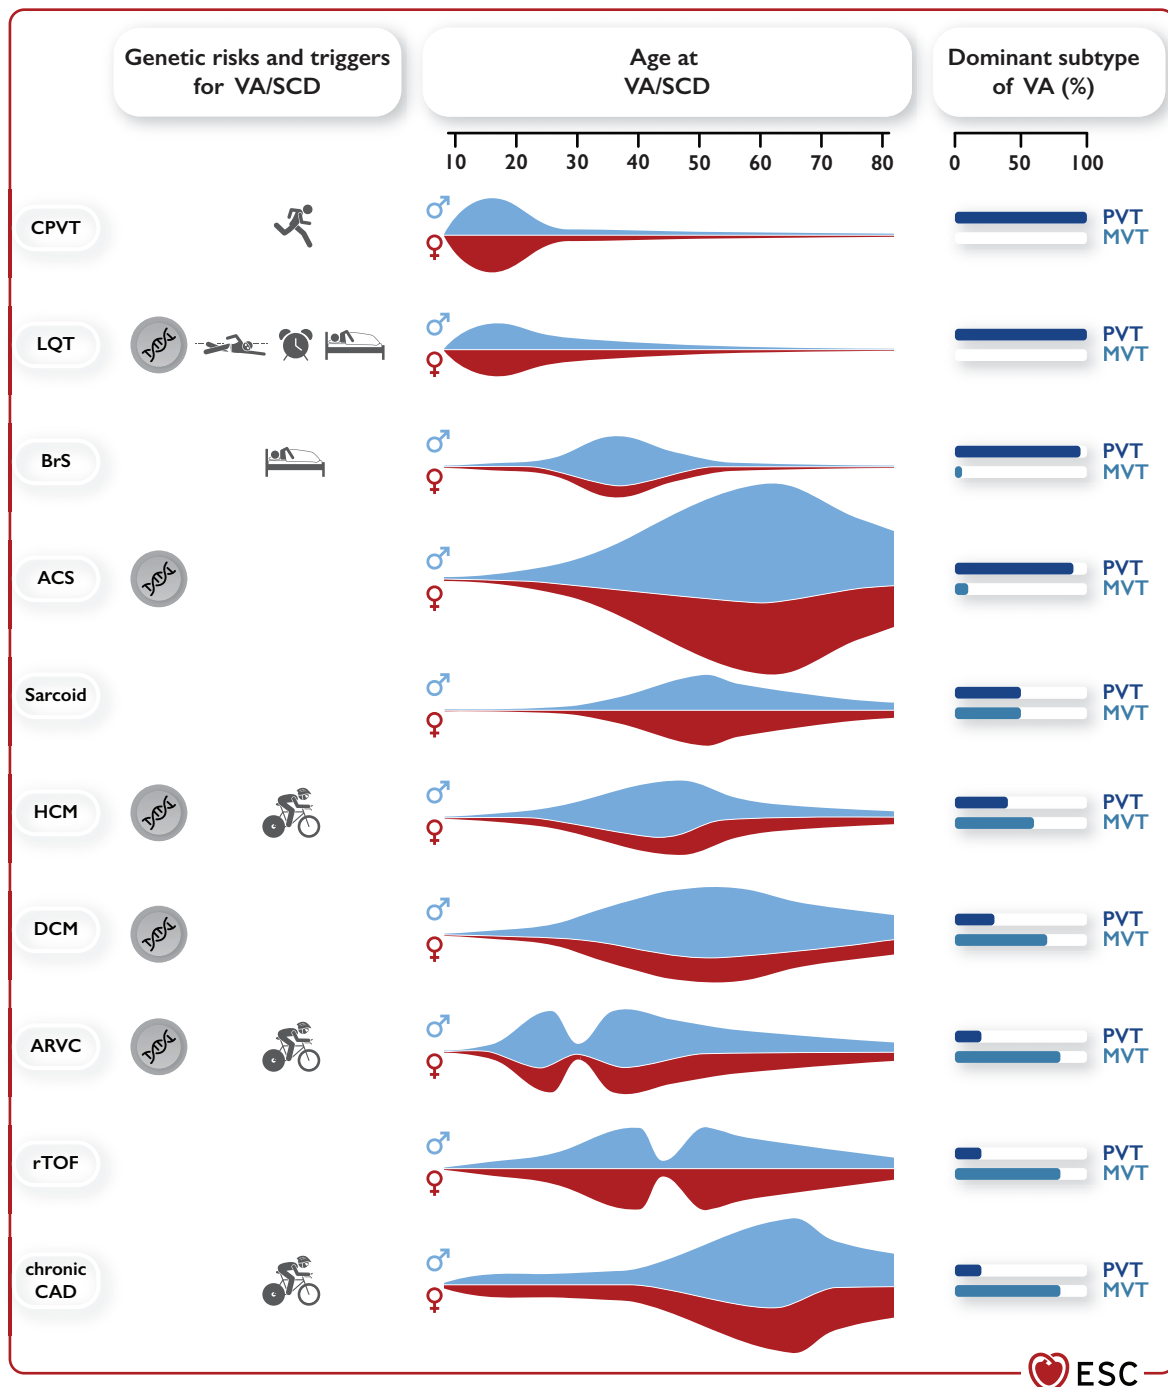 Genetic risks and triggers
for VA/SCD
Age at
VA/SCD
Dominant subtype
of VA (%)
10 20 30 40 50 60 70 80
0 50 100
CPVT
♂
♀
PVT
MVT
LQT
♂
♀
PVT
MVT
BrS
♂
♀
PVT
MVT
ACS
♂
♀
PVT
MVT
Sarcoid
♂
♀
PVT
MVT
HCM
♂
♀
PVT
MVT
DCM
♂
♀
PVT
MVT
ARVC
♂
♀
PVT
MVT
rTOF
♂
♀
PVT
MVT
chronic
CAD
♂
♀
PVT
MVT
ESC